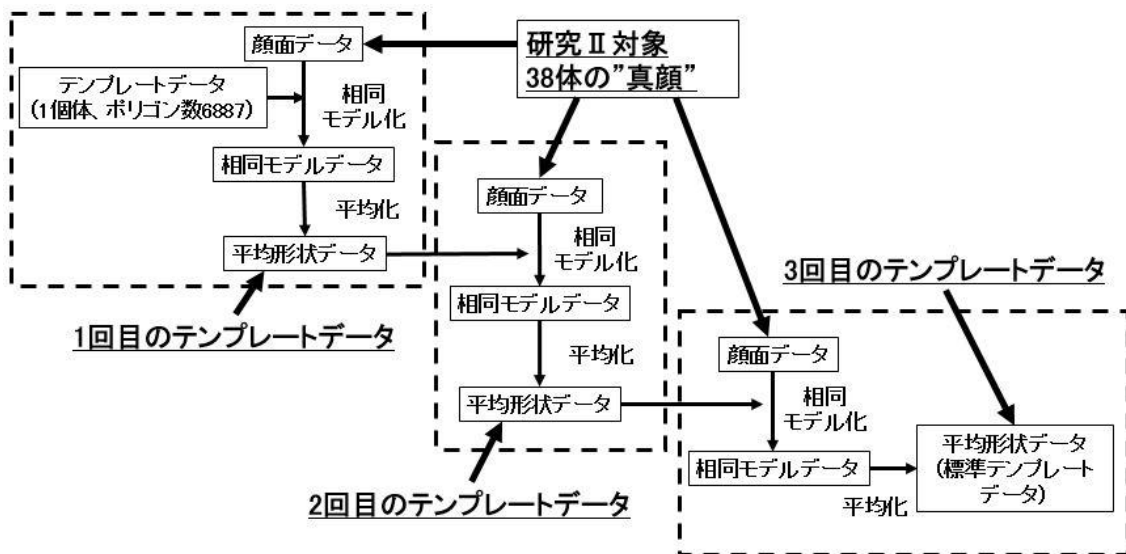 顔面データ
研究Ⅱ対象
38体の”真顔”
テンプレートデータ
(1個体、ポリゴン数6887)
相同
モデル化
相同モデルデータ
平均化
平均形状データ
1回目のテンプレートデータ
顔面データ
相同
モデル化
相同モデルデータ
平均化
平均形状データ
2回目のテンプレートデータ
3回目のテンプレートデータ
顔面データ
相同
モデル化
相同モデルデータ
平均化
平均形状データ
(標準テンプレート
データ)